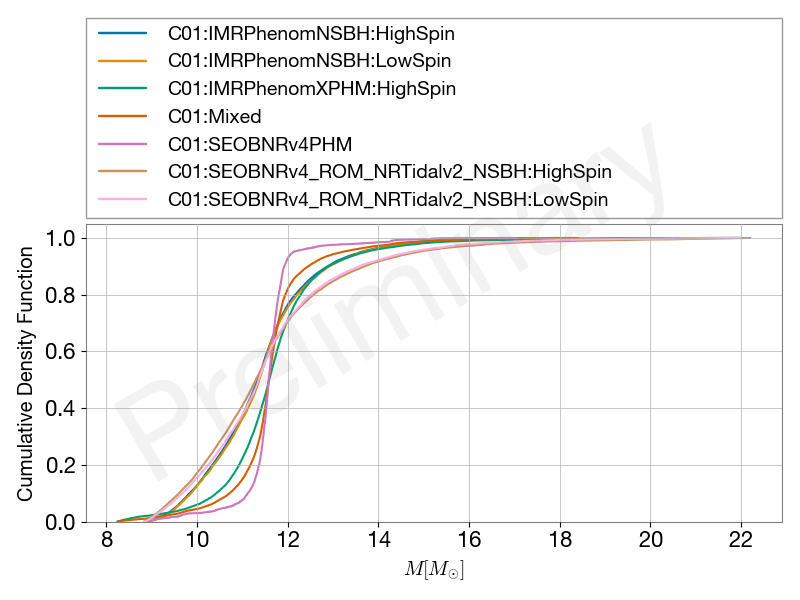 C01:IMRPhenomNSBH:HighSpin
C01:IMRPhenomNSBH:LowSpin
C01:IMRPhenomXPHM:HighSpin
C01:Mixed
C01:SEOBNRv4PHM
C01:SEOBNRv4_ROM_NRTidalv2_NSBH:HighSpin
C01:SEOBNRv4_ROM_NRTidalv2_NSBH:LowSpin
Preliminary
Cumulative Density Function
1.0
0.8
0.6
0.4
0.2
0.0
8 10 12 14 16 18 20 22
M[M⊙]